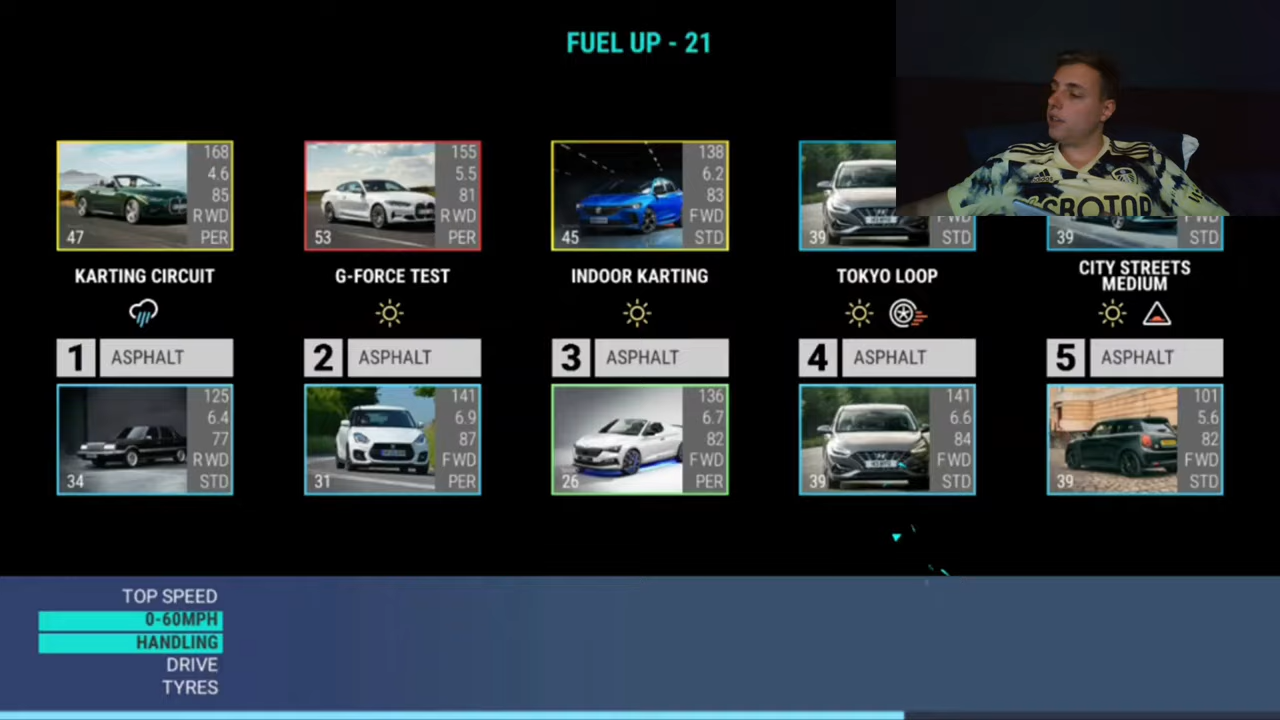 FUEL UP - 21
168
4.6
85
RWD
47 PER
155
5.5
81
RWD
53 PER
138
6.2
83
FWD
45 STD
FWD
39 STD
FWD
39 STD
KARTING CIRCUIT
G-FORCE TEST
INDOOR KARTING
TOKYO LOOP
CITY STREETS
MEDIUM
1 ASPHALT
2 ASPHALT
3 ASPHALT
4 ASPHALT
5 ASPHALT
125
6.4
77
RWD
34 STD
141
6.9
87
FWD
31 PER
136
6.7
82
FWD
26 PER
141
6.6
84
FWD
39 STD
101
5.6
82
FWD
39 STD
TOP SPEED
0-60MPH
HANDLING
DRIVE
TYRES
adidas